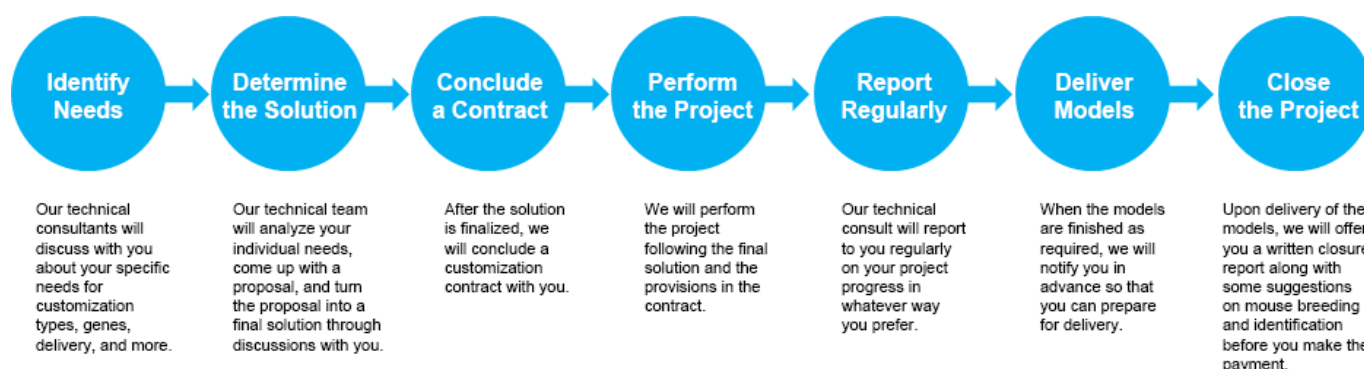 Identify
Needs
Determine
the Solution
Conclude
a Contract
Perform
the Project
Report
Regularly
Deliver
Models
Close
the Project
Our technical
consultants will
discuss with you
about your specific
needs for
customization
types, genes,
delivery, and more.
Our technical team
will analyze your
individual needs,
come up with a
proposal, and turn
the proposal into a
final solution through
discussions with you.
After the solution
is finalized, we
will conclude a
customization
contract with you.
We will perform
the project
following the final
solution and the
provisions in the
contract.
Our technical
consult will report
to you regularly
on your project
progress in
whatever way
you prefer.
When the models
are finished as
required, we will
notify you in
advance so that
you can prepare
for delivery.
Upon delivery of the
models, we will offer
you a written closure
report along with
some suggestions
on mouse breeding
and identification
before you make the
payment.